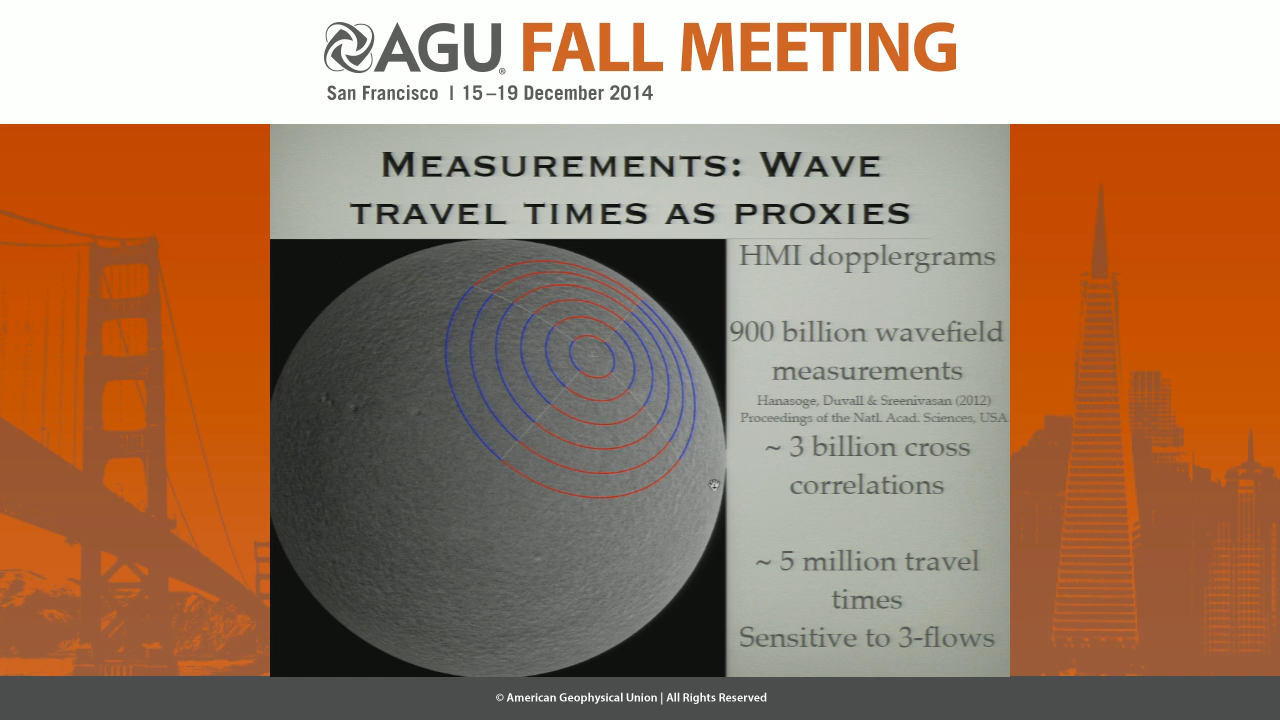 AGU® FALL MEETING
San Francisco | 15–19 December 2014
MEASUREMENTS: WAVE
TRAVEL TIMES AS PROXIES
HMI dopplergrams
900 billion wavefield
measurements
Hanasoge, Duvall & Sreenivasan (2012)
Proceedings of the Natl. Acad. Sciences, USA
~ 3 billion cross
correlations
~ 5 million travel
times
Sensitive to 3-flows
© American Geophysical Union | All Rights Reserved